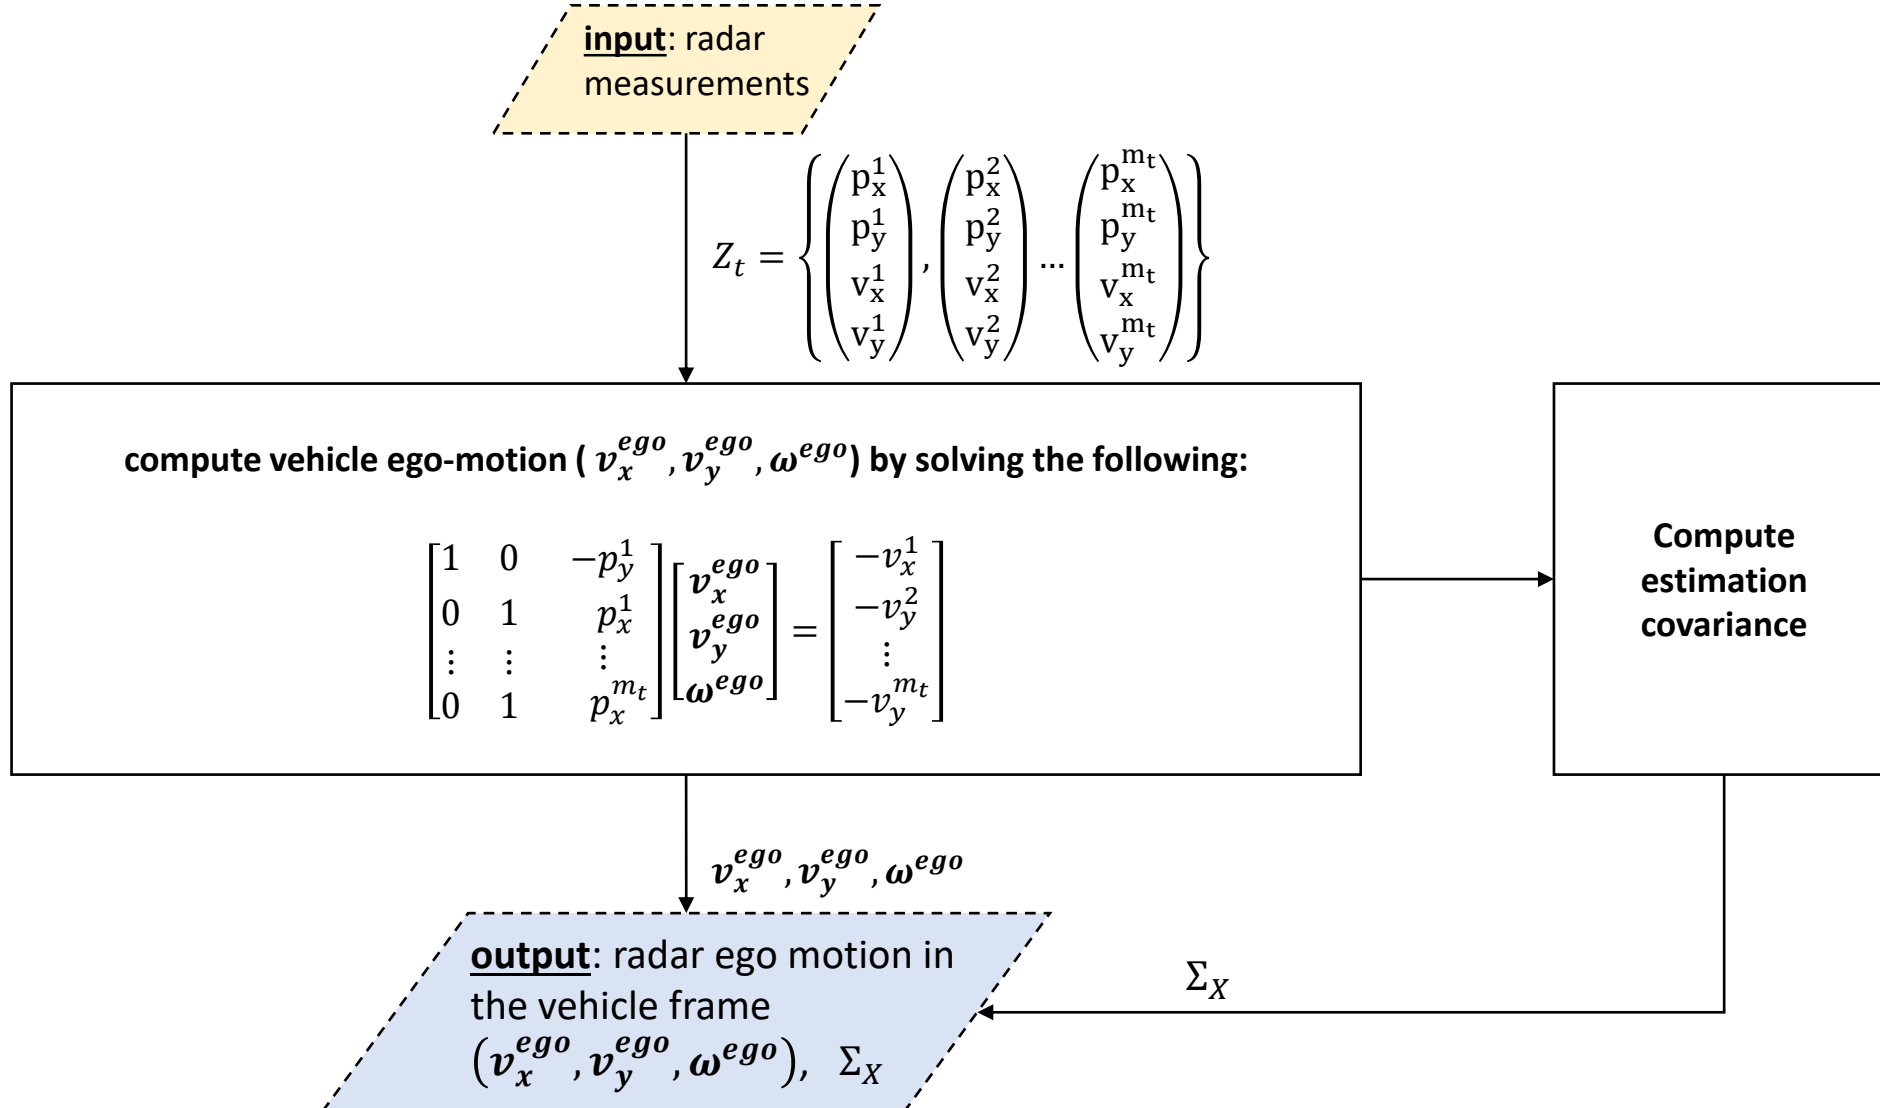 input: radar
measurements
Z_t = { (p_x^1 p_y^1 v_x^1 v_y^1), (p_x^2 p_y^2 v_x^2 v_y^2) … (p_x^{m_t} p_y^{m_t} v_x^{m_t} v_y^{m_t}) }
compute vehicle ego-motion ( v_x^{ego}, v_y^{ego}, ω^{ego}) by solving the following:
[1 0 −p_y^1
0 1 p_x^1
⋮ ⋮ ⋮
0 1 p_x^{m_t}] [v_x^{ego} v_y^{ego} ω^{ego}] = [−v_x^1 −v_y^2 ⋮ −v_y^{m_t}]
Compute
estimation
covariance
v_x^{ego}, v_y^{ego}, ω^{ego}
output: radar ego motion in
the vehicle frame
(v_x^{ego}, v_y^{ego}, ω^{ego}), Σ_X
Σ_X